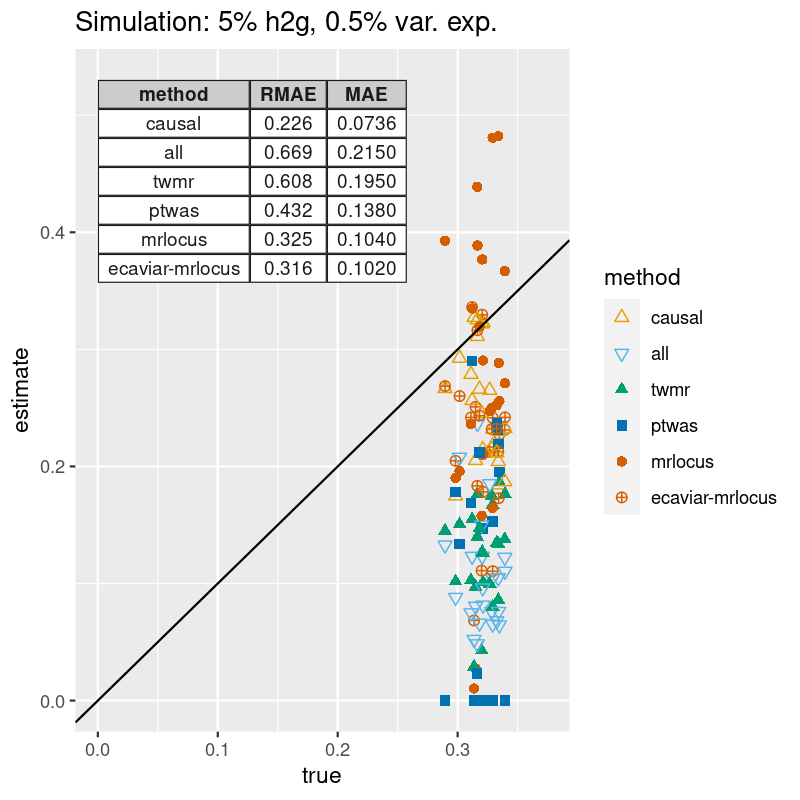 Simulation: 5% h2g, 0.5% var. exp.
method RMAE MAE
causal 0.226 0.0736
all 0.669 0.2150
twmr 0.608 0.1950
ptwas 0.432 0.1380
mrlocus 0.325 0.1040
ecaviar-mrlocus 0.316 0.1020
estimate
0.4
0.2
0.0
0.0 0.1 0.2 0.3
true
method
causal
all
twmr
ptwas
mrlocus
ecaviar-mrlocus